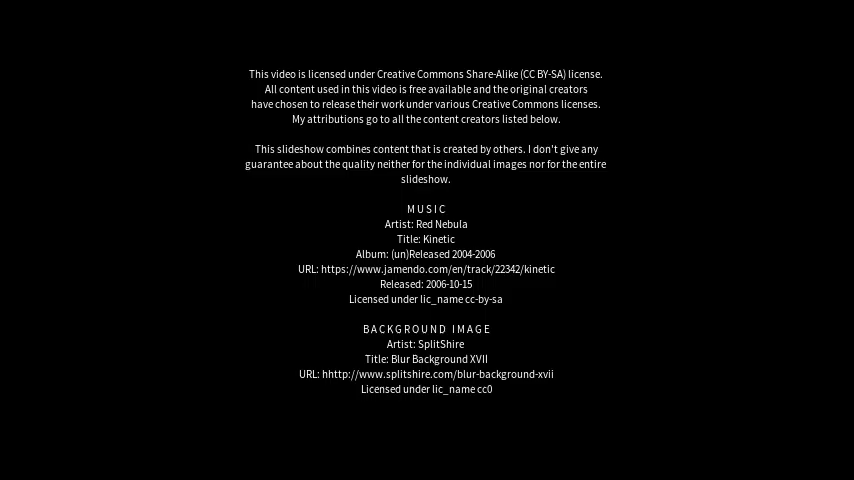 This video is licensed under Creative Commons Share-Alike (CC BY-SA) license.
All content used in this video is free available and the original creators
have chosen to release their work under various Creative Commons licenses.
My attributions go to all the content creators listed below.
This slideshow combines content that is created by others. I don't give any
guarantee about the quality neither for the individual images nor for the entire
slideshow.
MUSIC
Artist: Red Nebula
Title: Kinetic
Album: (un)Released 2004-2006
URL: https://www.jamendo.com/en/track/22342/kinetic
Released: 2006-10-15
Licensed under lic_name cc-by-sa
BACKGROUND IMAGE
Artist: SplitShire
Title: Blur Background XVII
URL: hhttp://www.splitshire.com/blur-background-xvii
Licensed under lic_name cc0